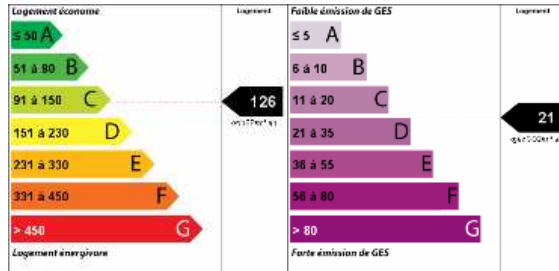 Logement économe
Logement
≤ 50 A
51 à 90 B
91 à 150 C
126
151 à 230 D
231 à 330 E
331 à 450 F
> 450 G
Logement énergivore
Faible émission de GES
Logement
≤ 5 A
6 à 10 B
11 à 20 C
21
21 à 35 D
36 à 55 E
56 à 80 F
> 80 G
Forte émission de GES